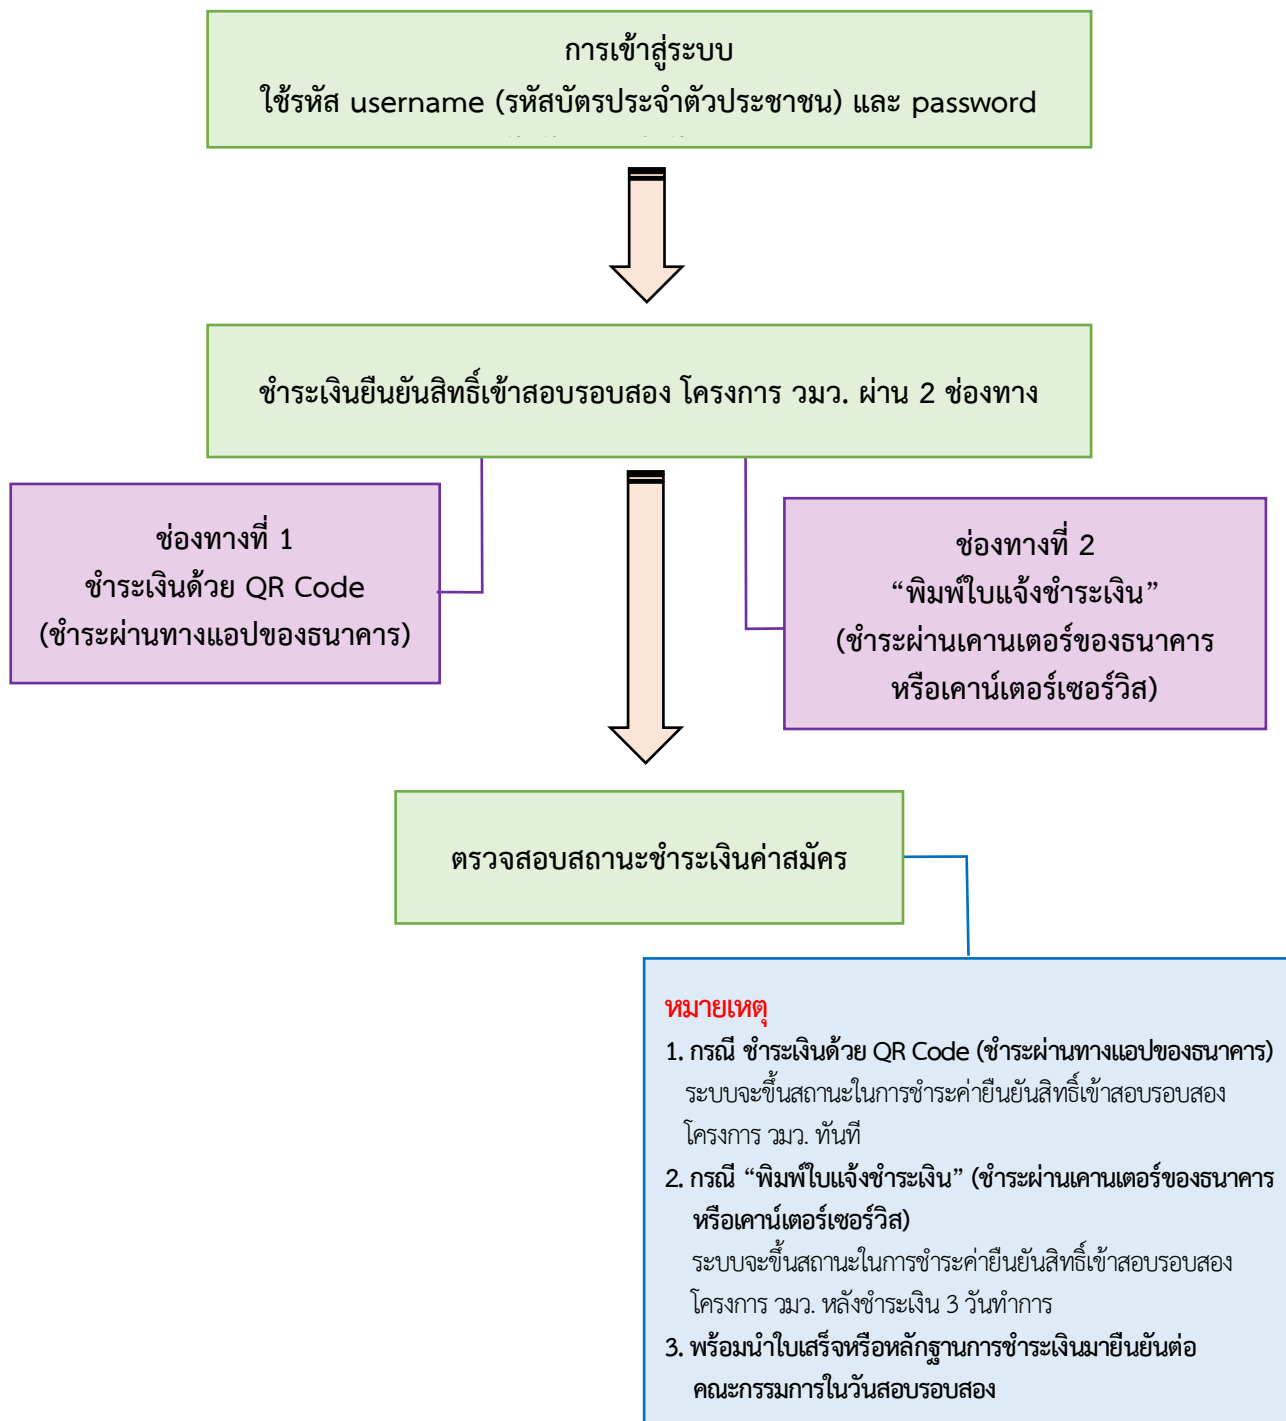 การเข้าสู่ระบบ
ใช้รหัส username (รหัสบัตรประจำตัวประชาชน) และ password
ชำระเงินยืนยันสิทธิ์เข้าสอบรอบสอง โครงการ วมว. ผ่าน 2 ช่องทาง
ช่องทางที่ 1
ชำระเงินด้วย QR Code
(ชำระผ่านทางแอปของธนาคาร)
ช่องทางที่ 2
“พิมพ์ใบแจ้งชำระเงิน”
(ชำระผ่านเคานเตอร์ของธนาคาร
หรือเคาน์เตอร์เซอร์วิส)
ตรวจสอบสถานะชำระเงินค่าสมัคร
หมายเหตุ
1. กรณี ชำระเงินด้วย QR Code (ชำระผ่านทางแอปของธนาคาร)
ระบบจะขึ้นสถานะในการชำระค่ายืนยันสิทธิ์เข้าสอบรอบสอง
โครงการ วมว. ทันที
2. กรณี “พิมพ์ใบแจ้งชำระเงิน” (ชำระผ่านเคานเตอร์ของธนาคาร
หรือเคาน์เตอร์เซอร์วิส)
ระบบจะขึ้นสถานะในการชำระค่ายืนยันสิทธิ์เข้าสอบรอบสอง
โครงการ วมว. หลังชำระเงิน 3 วันทำการ
3. พร้อมนำใบเสร็จหรือหลักฐานการชำระเงินมายืนยันต่อ
คณะกรรมการในวันสอบรอบสอง